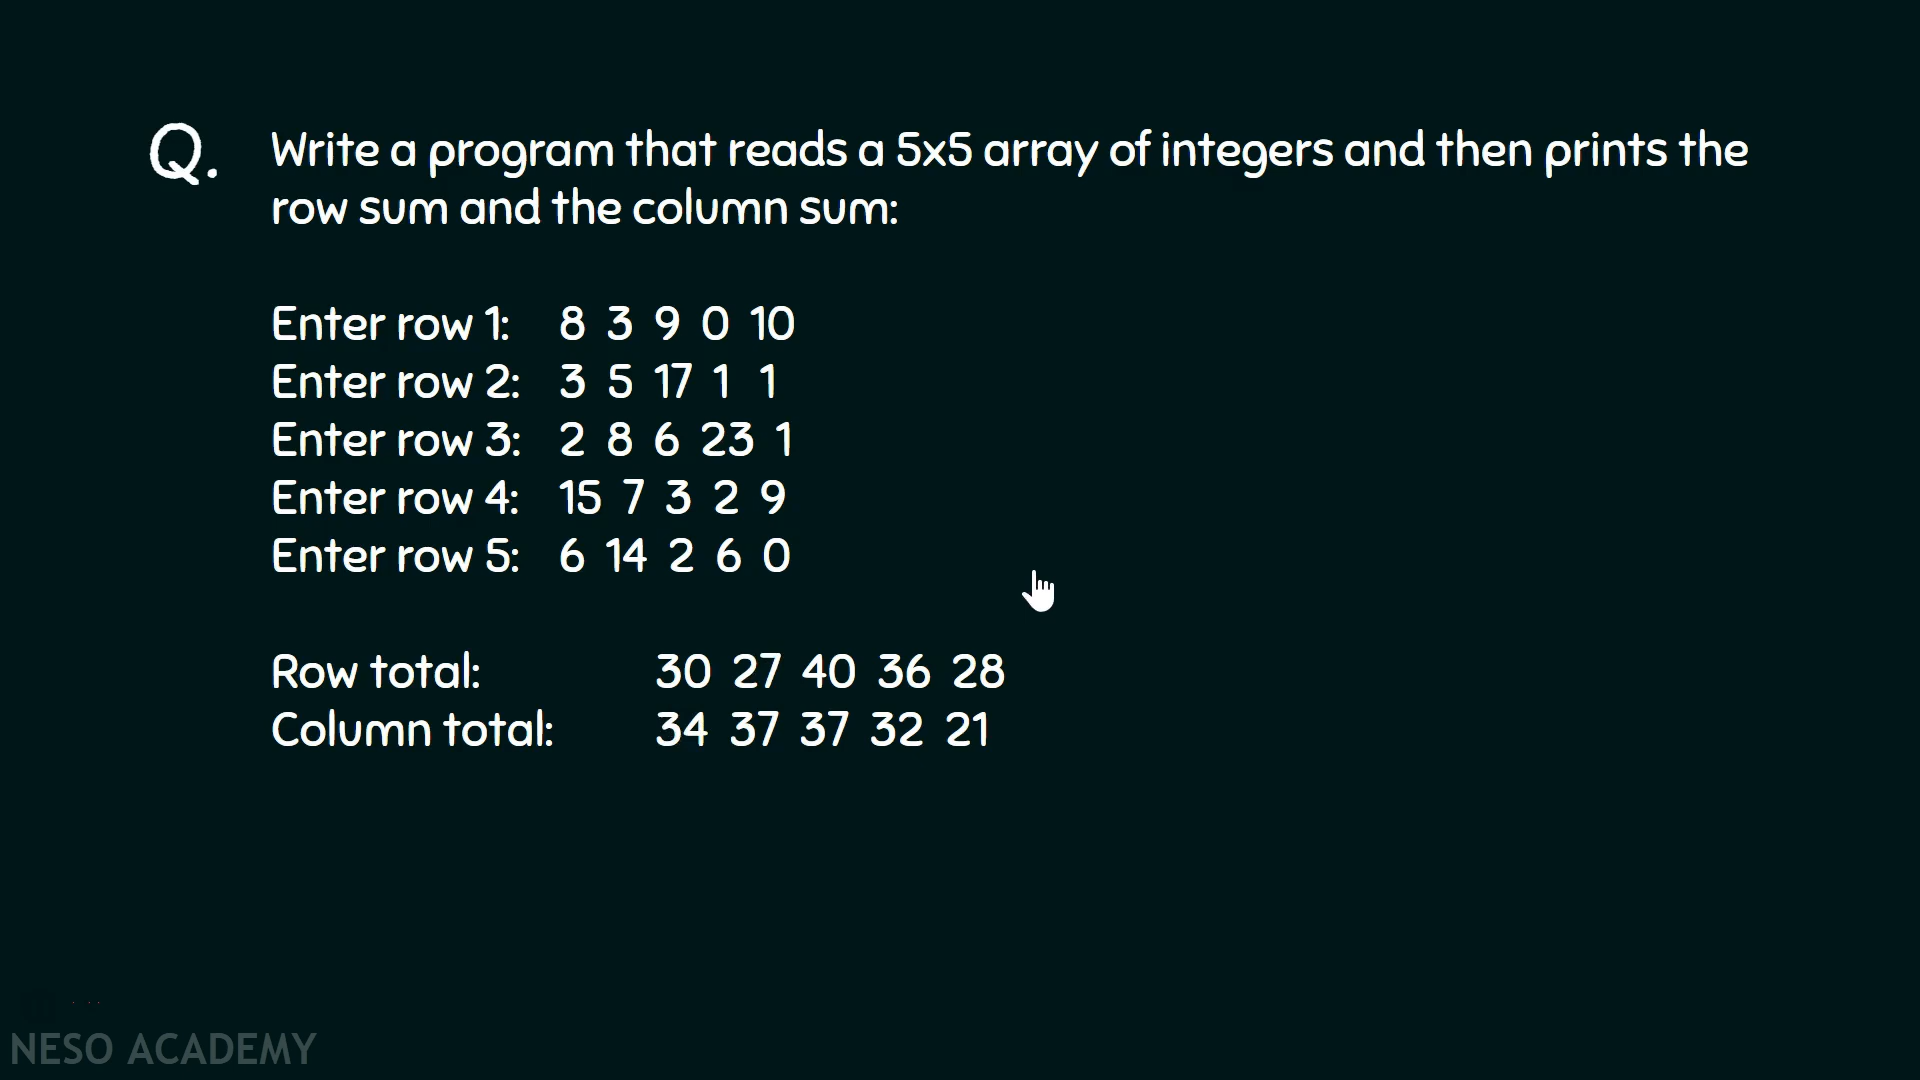 Q. Write a program that reads a 5x5 array of integers and then prints the
row sum and the column sum:
Enter row 1: 8 3 9 0 10
Enter row 2: 3 5 17 1 1
Enter row 3: 2 8 6 23 1
Enter row 4: 15 7 3 2 9
Enter row 5: 6 14 2 6 0
Row total: 30 27 40 36 28
Column total: 34 37 37 32 21
NESO ACADEMY